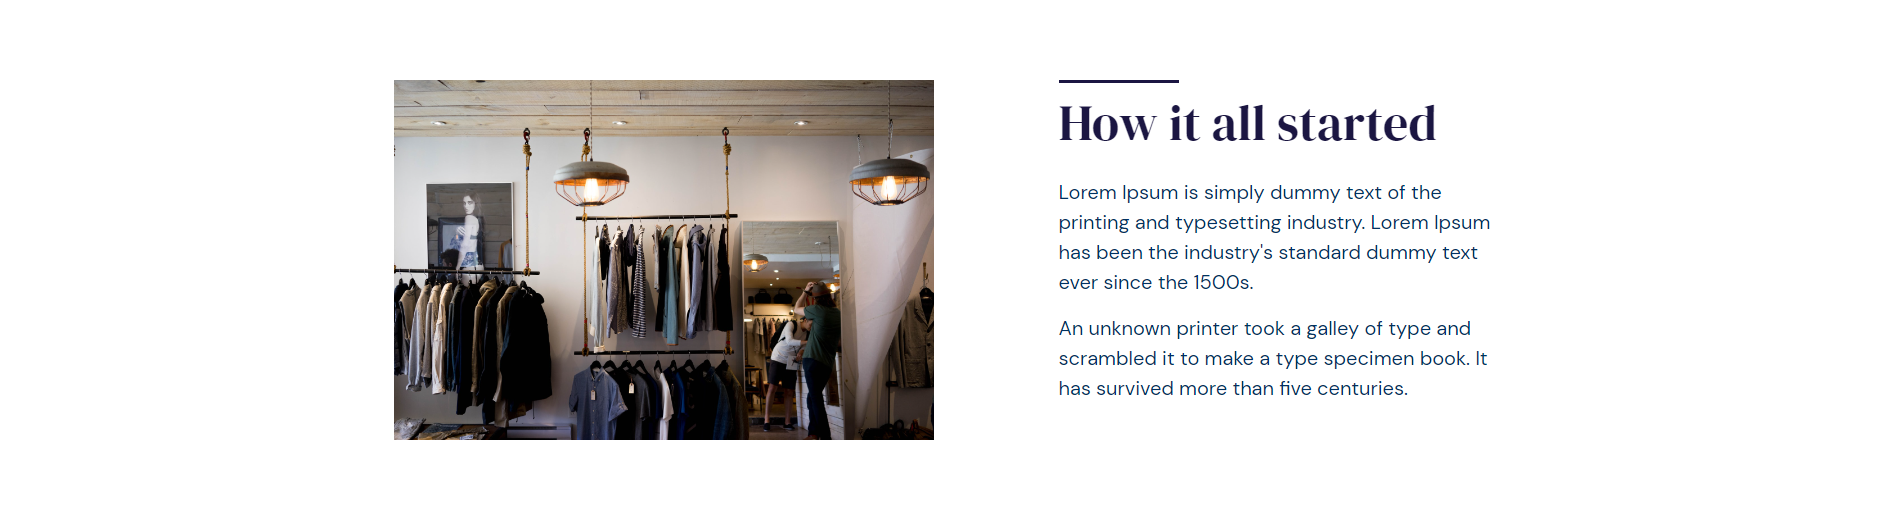 How it all started
Lorem Ipsum is simply dummy text of the
printing and typesetting industry. Lorem Ipsum
has been the industry's standard dummy text
ever since the 1500s.
An unknown printer took a galley of type and
scrambled it to make a type specimen book. It
has survived more than five centuries.